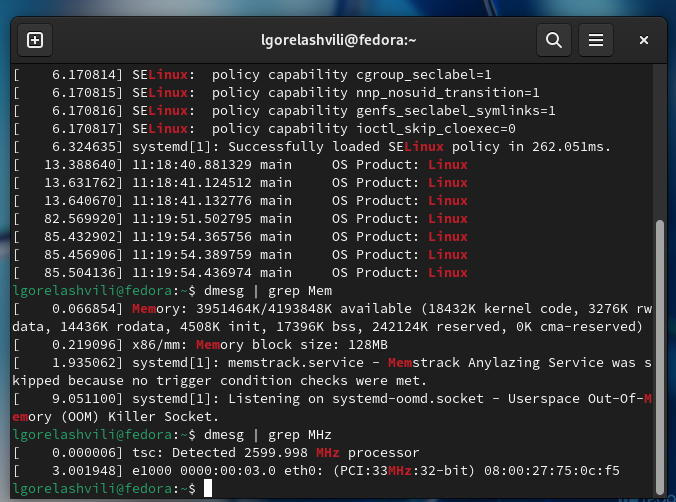 lgorelashvili@fedora:~
[    6.170814] SELinux:  policy capability cgroup_seclabel=1
[    6.170815] SELinux:  policy capability nnp_nosuid_transition=1
[    6.170816] SELinux:  policy capability genfs_seclabel_symlinks=1
[    6.170817] SELinux:  policy capability ioctl_skip_cloexec=0
[    6.324635] systemd[1]: Successfully loaded SELinux policy in 262.051ms.
[   13.388640] 11:18:40.881329 main     OS Product: Linux
[   13.631762] 11:18:41.124512 main     OS Product: Linux
[   13.640670] 11:18:41.132776 main     OS Product: Linux
[   82.569920] 11:19:51.502795 main     OS Product: Linux
[   85.432902] 11:19:54.365756 main     OS Product: Linux
[   85.456906] 11:19:54.389759 main     OS Product: Linux
[   85.504136] 11:19:54.436974 main     OS Product: Linux
lgorelashvili@fedora:~$ dmesg | grep Mem
[    0.066854] Memory: 3951464K/4193848K available (18432K kernel code, 3276K rw
data, 14436K rodata, 4508K init, 17396K bss, 242124K reserved, 0K cma-reserved)
[    0.219096] x86/mm: Memory block size: 128MB
[    1.935062] systemd[1]: memstrack.service - Memstrack Anylazing Service was s
kipped because no trigger condition checks were met.
[    9.051100] systemd[1]: Listening on systemd-oomd.socket - Userspace Out-Of-M
emory (OOM) Killer Socket.
lgorelashvili@fedora:~$ dmesg | grep MHz
[    0.000006] tsc: Detected 2599.998 MHz processor
[    3.001948] e1000 0000:00:03.0 eth0: (PCI:33MHz:32-bit) 08:00:27:75:0c:f5
lgorelashvili@fedora:~$